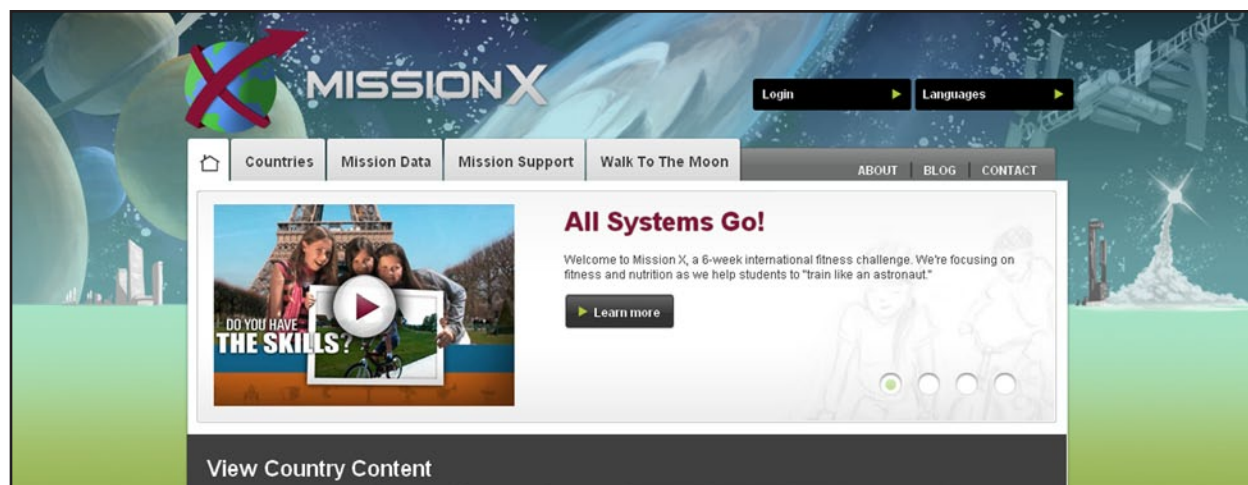 MISSIONX
Login
Languages
Countries
Mission Data
Mission Support
Walk To The Moon
ABOUT
BLOG
CONTACT
DO YOU HAVE
THE SKILLS?
All Systems Go!
Welcome to Mission X, a 6-week international fitness challenge. We're focusing on
fitness and nutrition as we help students to "train like an astronaut."
Learn more
View Country Content